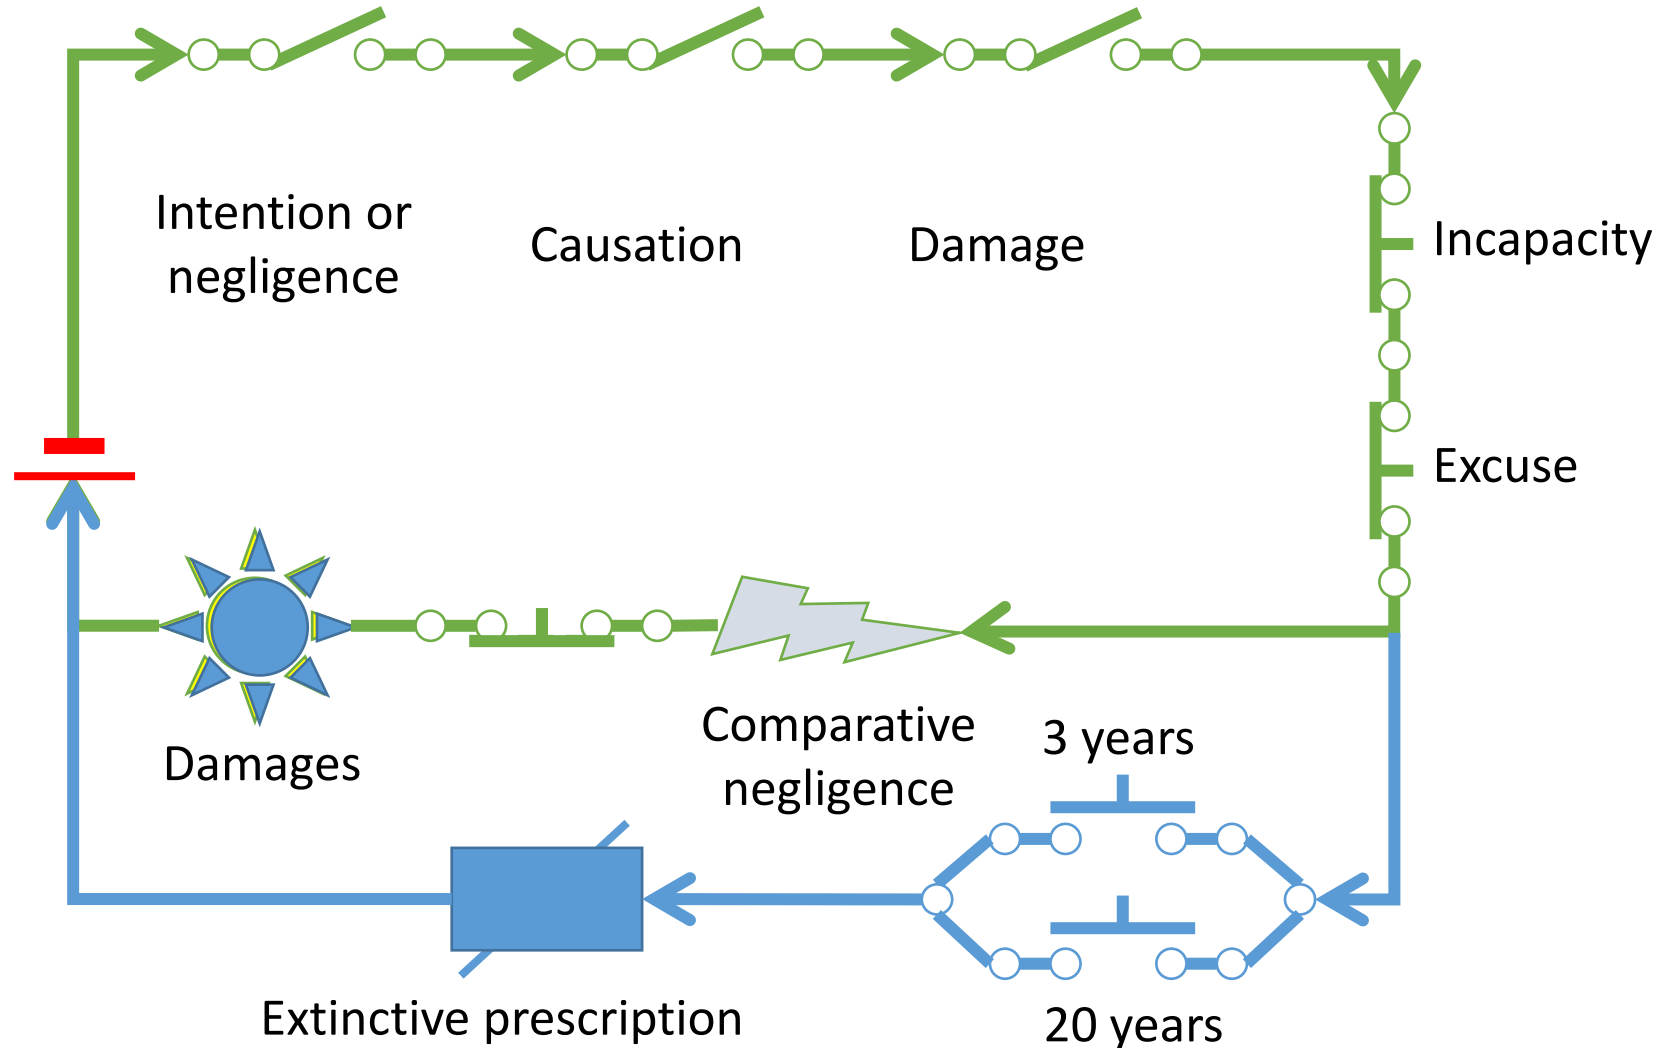 Intention or
negligence
Causation
Damage
Incapacity
Excuse
Damages
Comparative
negligence
3 years
Extinctive prescription
20 years